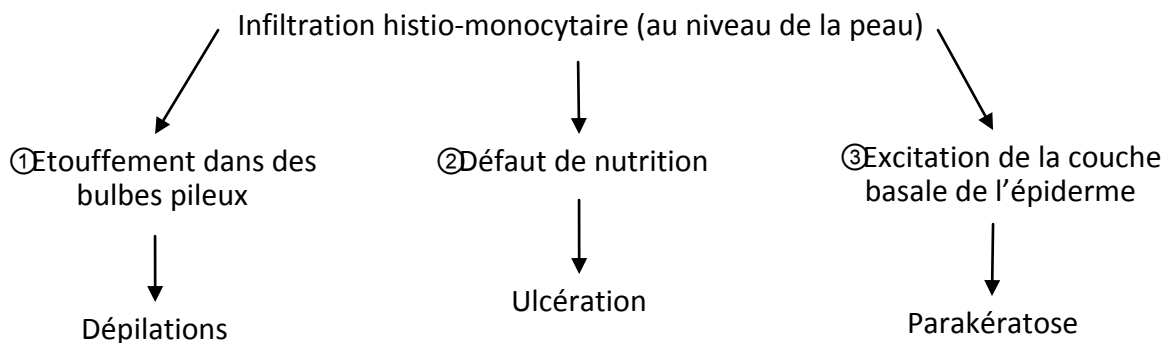 Infiltration histio-monocytaire (au niveau de la peau)
①Etouffement dans des
bulbes pileux
②Défaut de nutrition
③Excitation de la couche
basale de l’épiderme
Dépilations
Ulcération
Parakératose